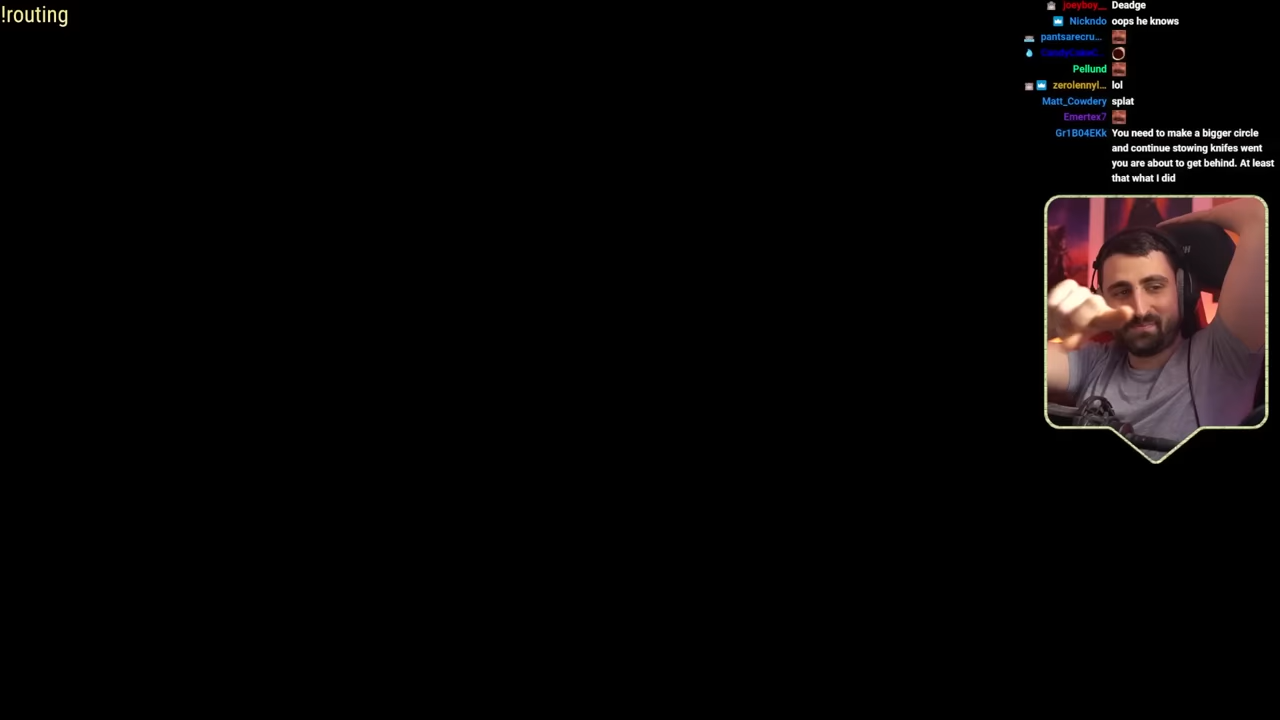 !routing
joeyboy__ Deadge
Nickndo oops he knows
pantsarecru...
Pellund
zerolennyl... lol
Matt_Cowdery splat
Emertex7
Gr1B04EKk You need to make a bigger circle
and continue stowing knifes went
you are about to get behind. At least
that what I did